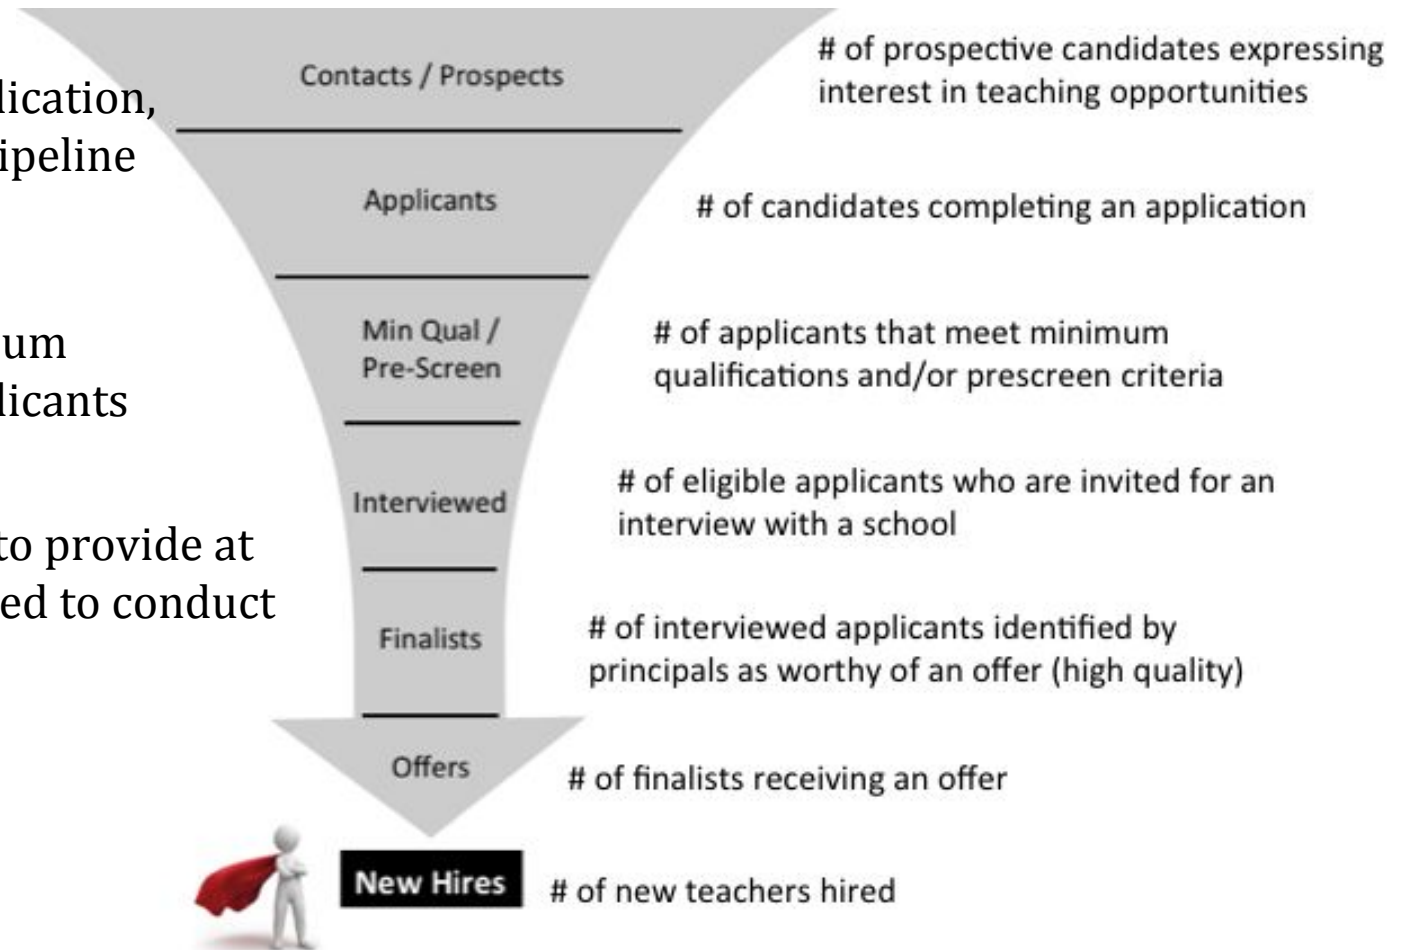 lication,
ipeline
um
licants
to provide at
ed to conduct
Contacts / Prospects
# of prospective candidates expressing
interest in teaching opportunities
Applicants
# of candidates completing an application
Min Qual /
Pre-Screen
# of applicants that meet minimum
qualifications and/or prescreen criteria
Interviewed
# of eligible applicants who are invited for an
interview with a school
Finalists
# of interviewed applicants identified by
principals as worthy of an offer (high quality)
Offers
# of finalists receiving an offer
New Hires
# of new teachers hired